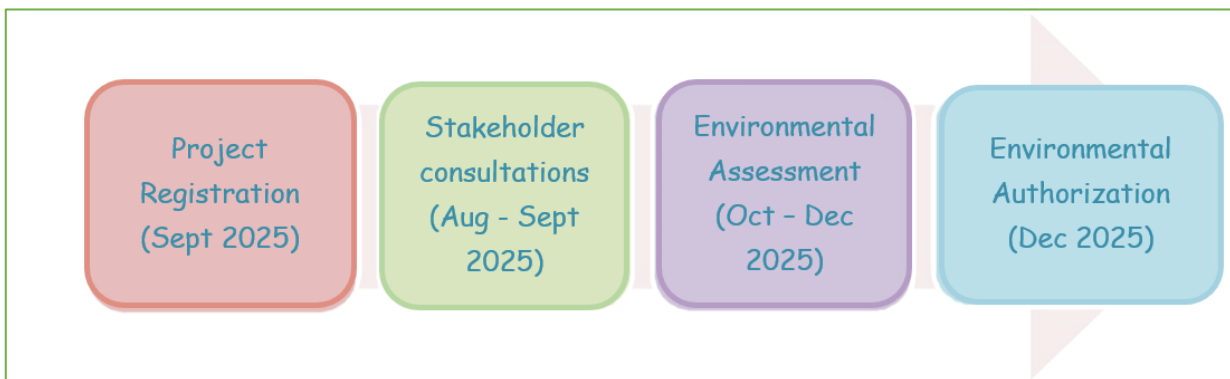 Project
Registration
(Sept 2025)
Stakeholder
consultations
(Aug - Sept
2025)
Environmental
Assessment
(Oct – Dec
2025)
Environmental
Authorization
(Dec 2025)